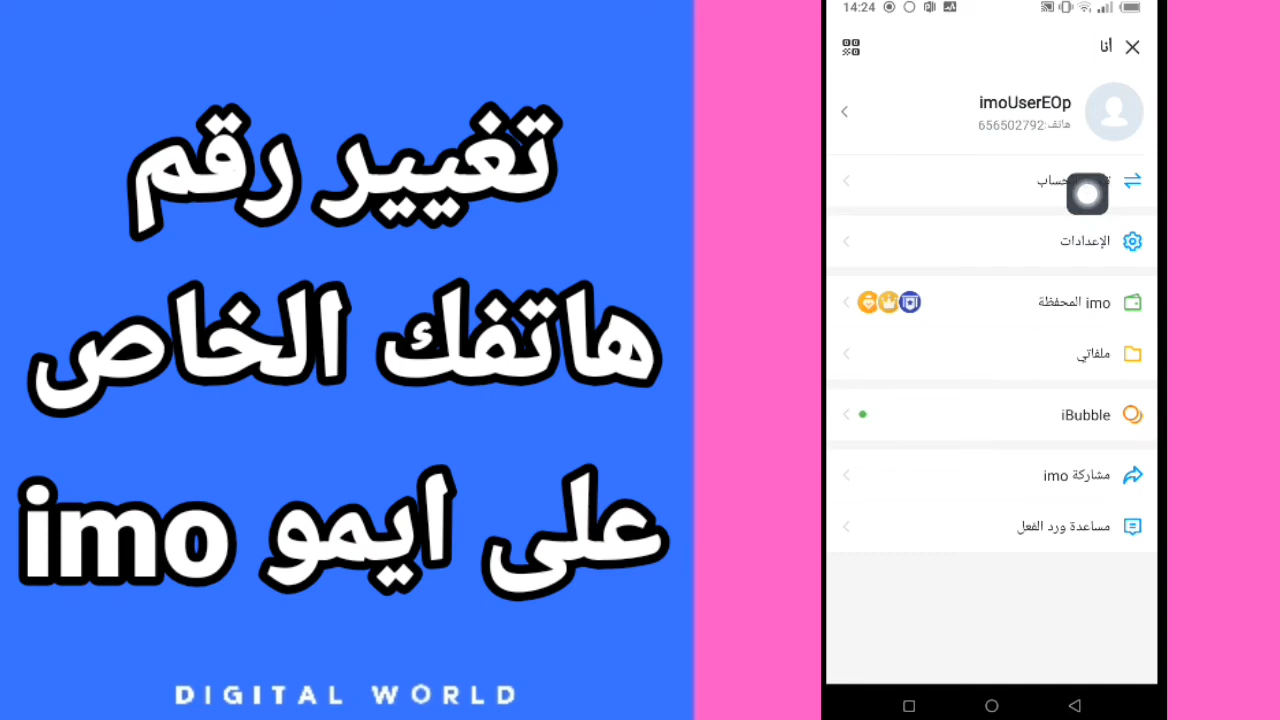 تغيير رقم
هاتفك الخاص
على ايمو imo
DIGITAL WORLD
14:24
أنا
imoUserEOp
هاتف:656502792
الحساب
الإعدادات
imo المحفظة
ملفاتي
iBubble
مشاركة imo
مساعدة ورد الفعل